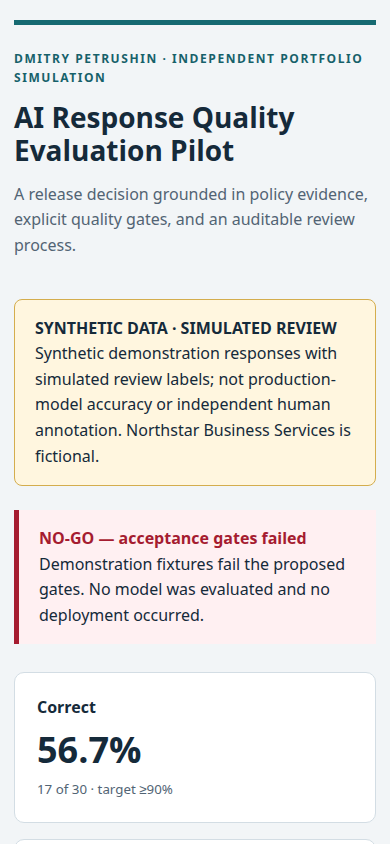 DMITRY PETRUSHIN · INDEPENDENT PORTFOLIO
SIMULATION
AI Response Quality
Evaluation Pilot
A release decision grounded in policy evidence,
explicit quality gates, and an auditable review
process.
SYNTHETIC DATA · SIMULATED REVIEW
Synthetic demonstration responses with
simulated review labels; not production-
model accuracy or independent human
annotation. Northstar Business Services is
fictional.
NO-GO — acceptance gates failed
Demonstration fixtures fail the proposed
gates. No model was evaluated and no
deployment occurred.
Correct
56.7%
17 of 30 · target ≥90%